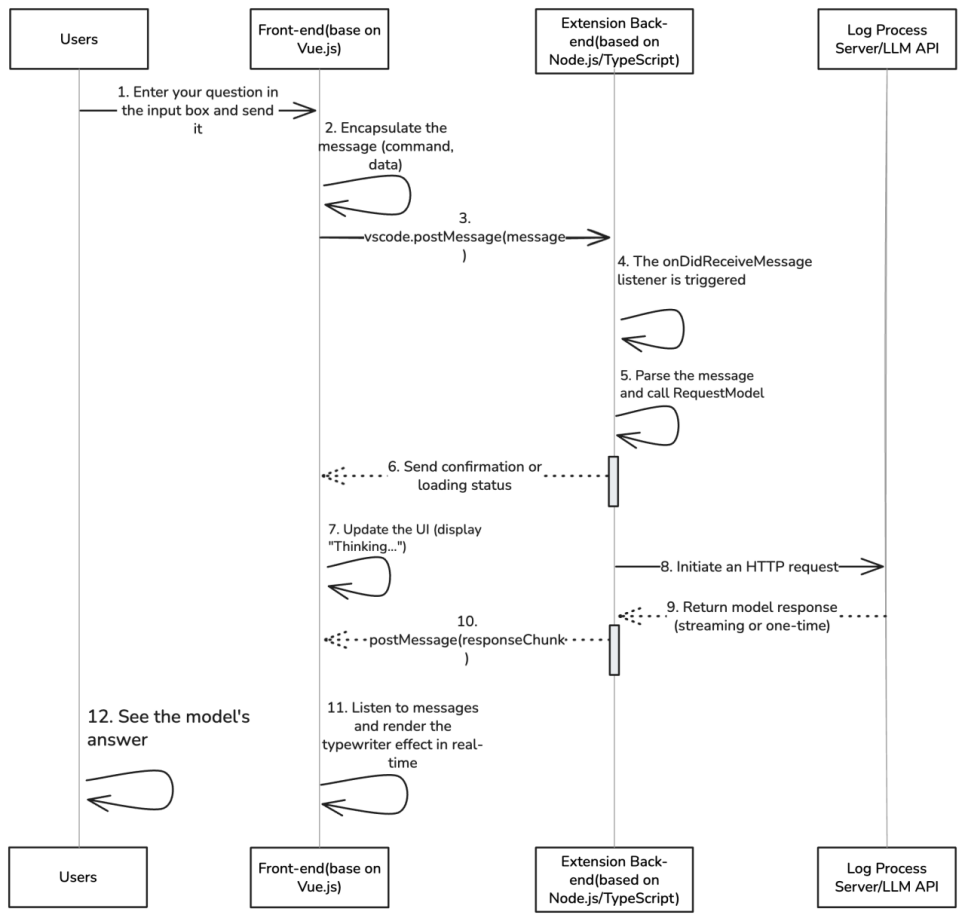 Users
Front-end(base on
Vue.js)
Extension Back-
end(based on
Node.js/TypeScript)
Log Process
Server/LLM API
1. Enter your question in
the input box and send
it
2. Encapsulate the
message (command,
data)
3.
vscode.postMessage(message
)
4. The onDidReceiveMessage
listener is triggered
5. Parse the message
and call RequestModel
6. Send confirmation or
loading status
7. Update the UI (display
"Thinking...")
8. Initiate an HTTP request
9. Return model response
(streaming or one-time)
10.
postMessage(responseChunk
)
11. Listen to messages
and render the
typewriter effect in real-
time
12. See the model's
answer
Users
Front-end(base on
Vue.js)
Extension Back-
end(based on
Node.js/TypeScript)
Log Process
Server/LLM API